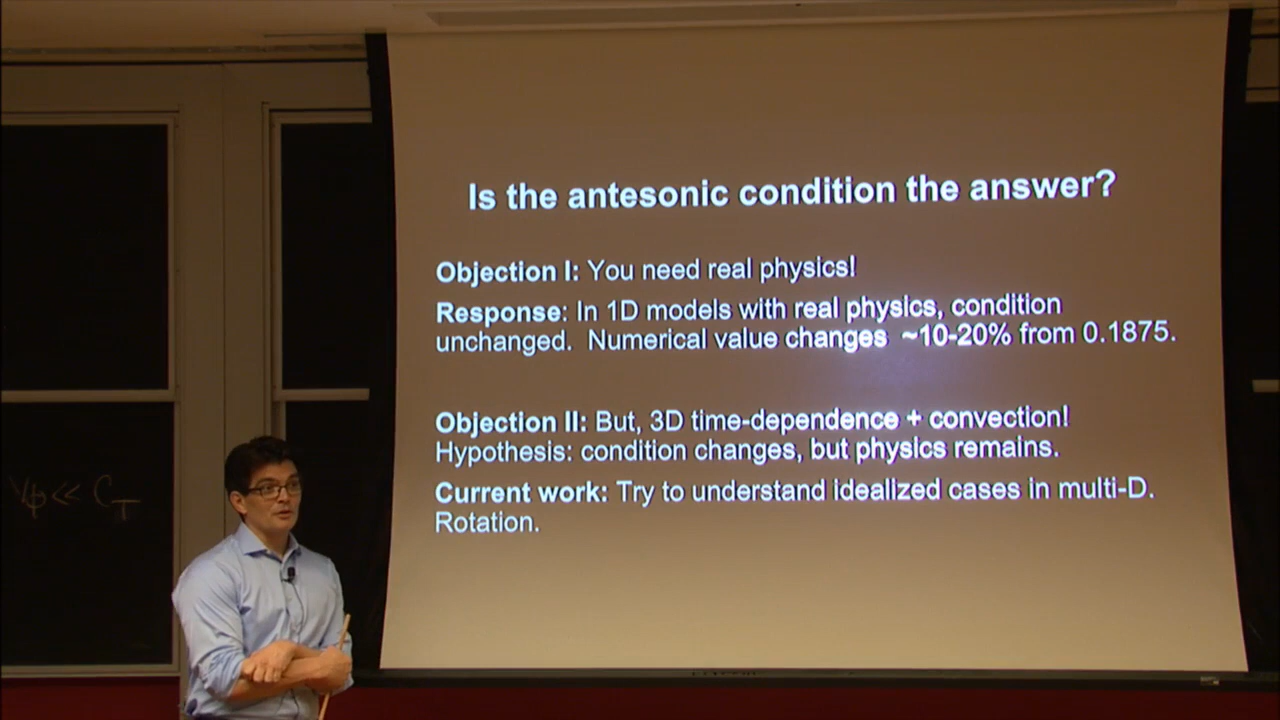 Is the antesonic condition the answer?
Objection I: You need real physics!
Response: In 1D models with real physics, condition
unchanged. Numerical value changes ~10-20% from 0.1875.
Objection II: But, 3D time-dependence + convection!
Hypothesis: condition changes, but physics remains.
Current work: Try to understand idealized cases in multi-D.
Rotation.
<< C_T